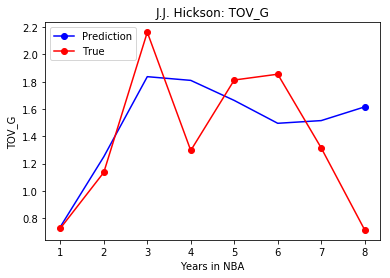 J.J. Hickson: TOV_G
Prediction
True
TOV_G
2.2
2.0
1.8
1.6
1.4
1.2
1.0
0.8
1 2 3 4 5 6 7 8
Years in NBA